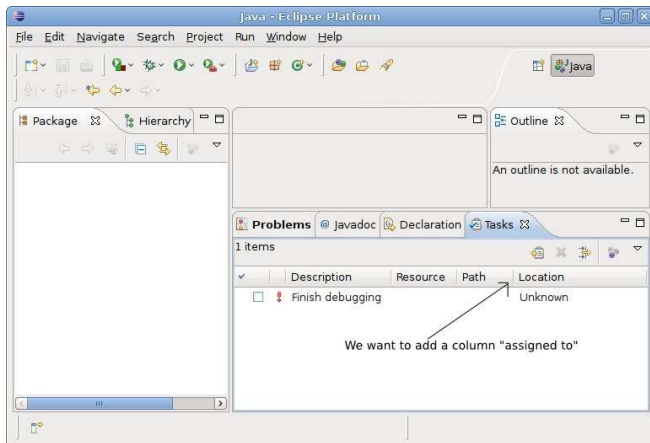 Java - Eclipse Platform
File Edit Navigate Search Project Run Window Help
Java
Package Hierarchy
Outline
An outline is not available.
Problems @ Javadoc Declaration Tasks
1 items
Description Resource Path Location
Finish debugging Unknown
We want to add a column "assigned to"